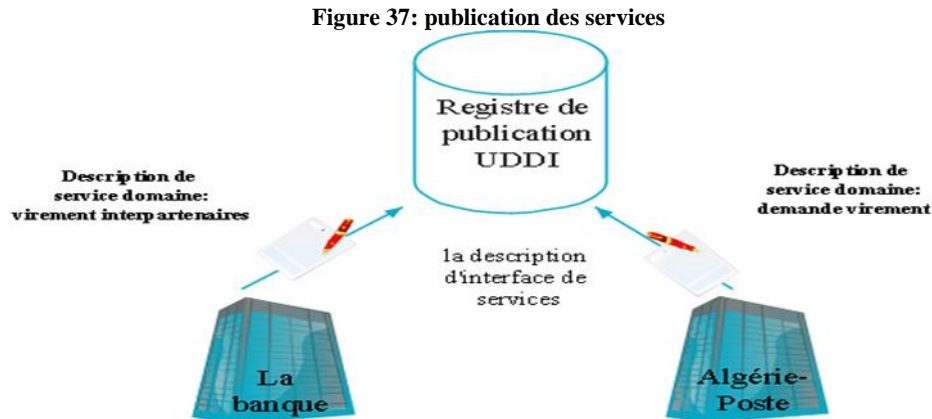 Figure 37: publication des services
Registre de
publication
UDDI
Description de
service domaine:
virement interpartenaires
Description de
service domaine:
demande virement
la description
d'interface de
services
La
banque
Algérie-
Poste